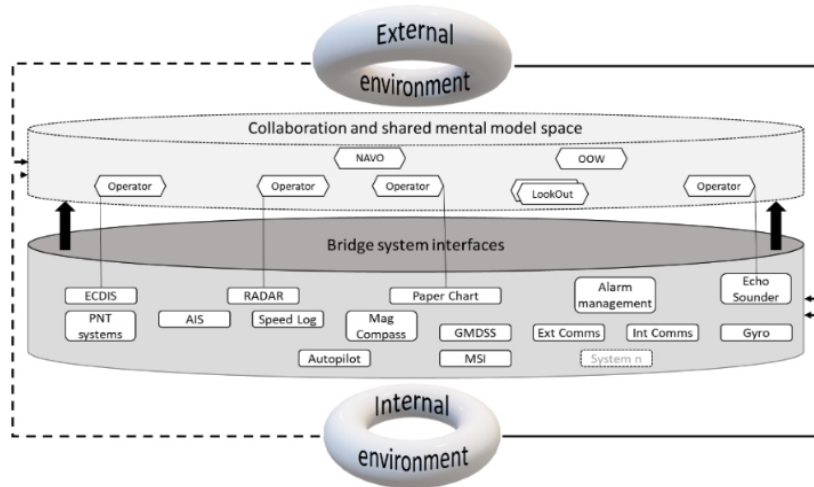 External
environment
Collaboration and shared mental model space
NAVO
OOW
Operator
Operator
Operator
LookOut
Operator
Bridge system interfaces
ECDIS
RADAR
Paper Chart
Alarm
management
Echo
Sounder
PNT
systems
AIS
Speed Log
Mag
Compass
GMDSS
Ext Comms
Int Comms
Gyro
Autopilot
MSI
System n
Internal
environment